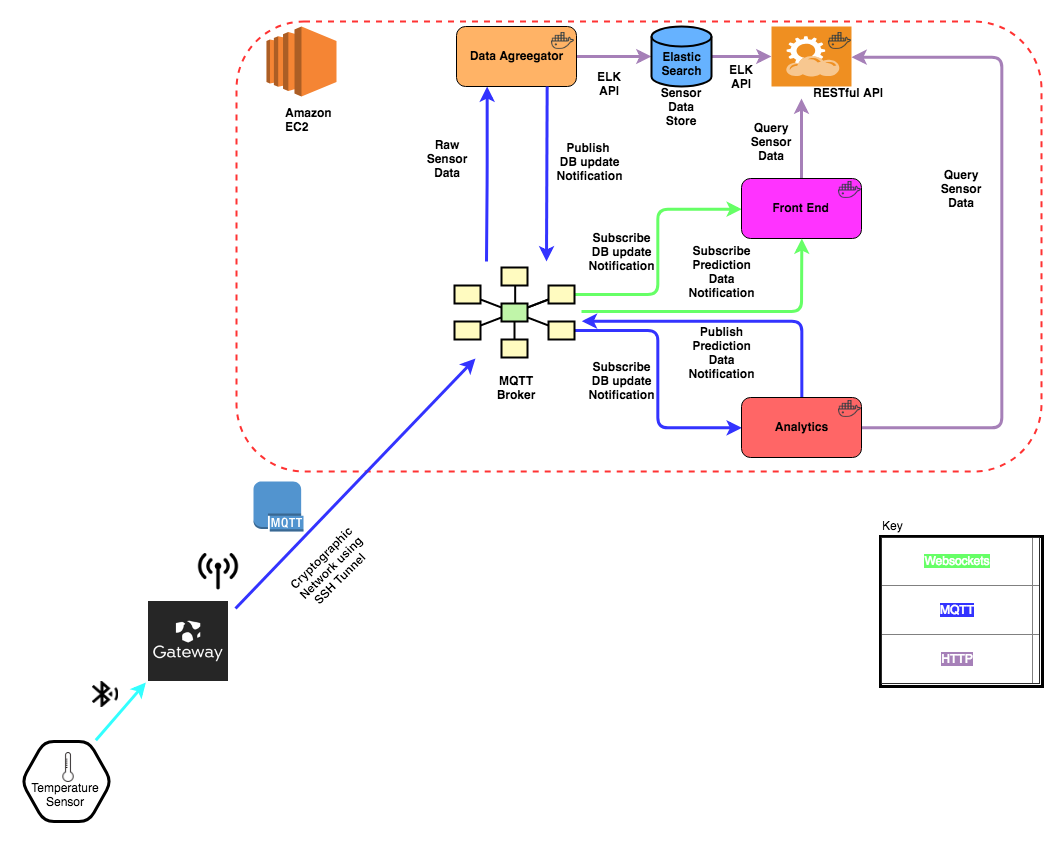 Amazon
EC2
Data Agreegator
ELK
API
Elastic
Search
Sensor
Data
Store
ELK
API
RESTful API
Raw
Sensor
Data
Publish
DB update
Notification
Query
Sensor
Data
Query
Sensor
Data
Front End
Subscribe
DB update
Notification
Subscribe
Prediction
Data
Notification
MQTT
Broker
Publish
Prediction
Data
Notification
Subscribe
DB update
Notification
Analytics
MQTT
Cryptographic
Network using
SSH Tunnel
Gateway
Temperature
Sensor
Key
Websockets
MQTT
HTTP